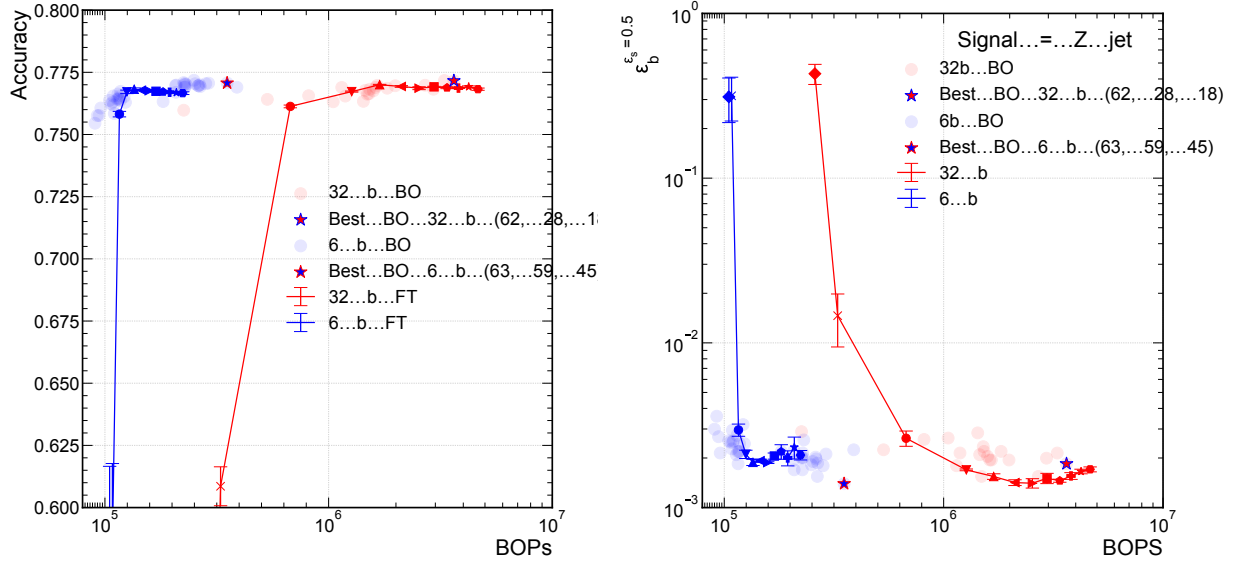 Accuracy
0.800
0.775
0.750
0.725
0.700
0.675
0.650
0.625
0.600
32...b...BO
Best...BO...32...b...(62,...28,...18
6...b...BO
Best...BO...6...b...(63,...59,...45)
32...b...FT
6...b...FT
10^5
10^6
10^7
BOPs
ε_b^{ε_s = 0.5}
10^0
10^−1
10^−2
10^−3
Signal...=...Z...jet
32b...BO
Best...BO...32...b...(62,...28,...18)
6b...BO
Best...BO...6...b...(63,...59,...45)
32...b
6...b
10^5
10^6
10^7
BOPS